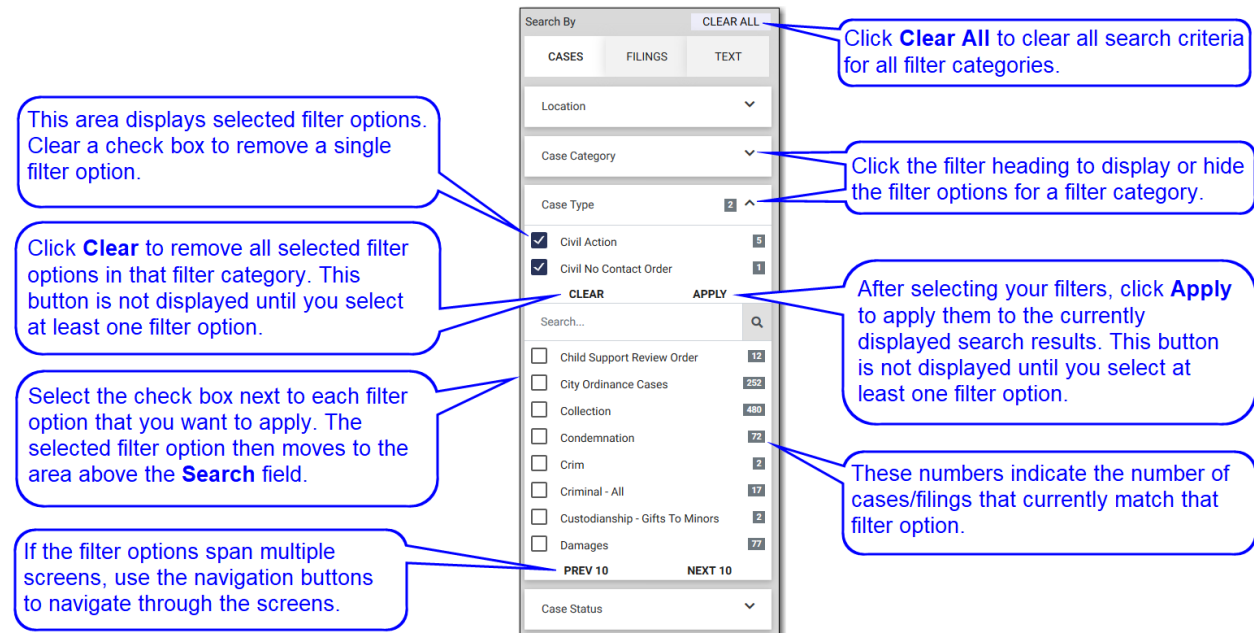 Search By
CLEAR ALL
CASES
FILINGS
TEXT
Location
Case Category
Case Type
2
Civil Action
5
Civil No Contact Order
1
CLEAR
APPLY
Search...
Child Support Review Order
12
City Ordinance Cases
252
Collection
480
Condemnation
72
Crim
2
Criminal - All
17
Custodianship - Gifts To Minors
2
Damages
77
PREV 10
NEXT 10
Case Status
This area displays selected filter options.
Clear a check box to remove a single
filter option.
Click Clear to remove all selected filter
options in that filter category. This
button is not displayed until you select
at least one filter option.
Select the check box next to each filter
option that you want to apply. The
selected filter option then moves to the
area above the Search field.
If the filter options span multiple
screens, use the navigation buttons
to navigate through the screens.
Click Clear All to clear all search criteria
for all filter categories.
Click the filter heading to display or hide
the filter options for a filter category.
After selecting your filters, click Apply
to apply them to the currently
displayed search results. This button
is not displayed until you select at
least one filter option.
These numbers indicate the number of
cases/filings that currently match that
filter option.